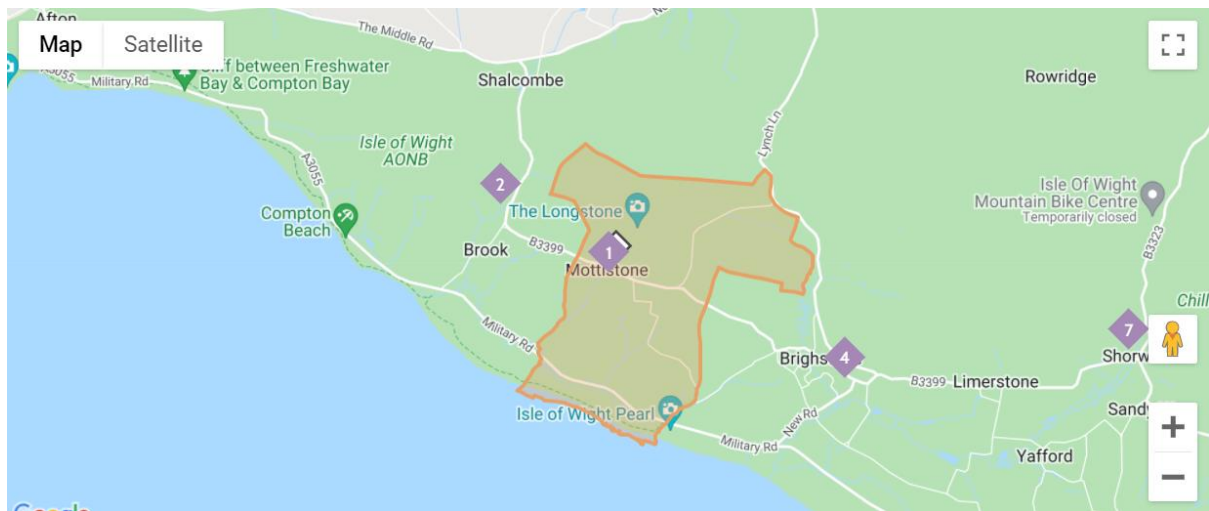 Afton
Map
Satellite
The Middle Rd
A3055
Military Rd
Cliff between Freshwater
Bay & Compton Bay
Shalcombe
Rowridge
Lynch Ln
Isle of Wight
AONB
A3055
2
Isle Of Wight
Mountain Bike Centre
Temporarily closed
The Longstone
Compton
Beach
Brook
B3399
1
Mottistone
B3323
Chill
Military Rd
7
4
Brighs
Shorw
B3399
Limerstone
Isle of Wight Pearl
New Rd
Sandy
Military Rd
Yafford
+
−
Google